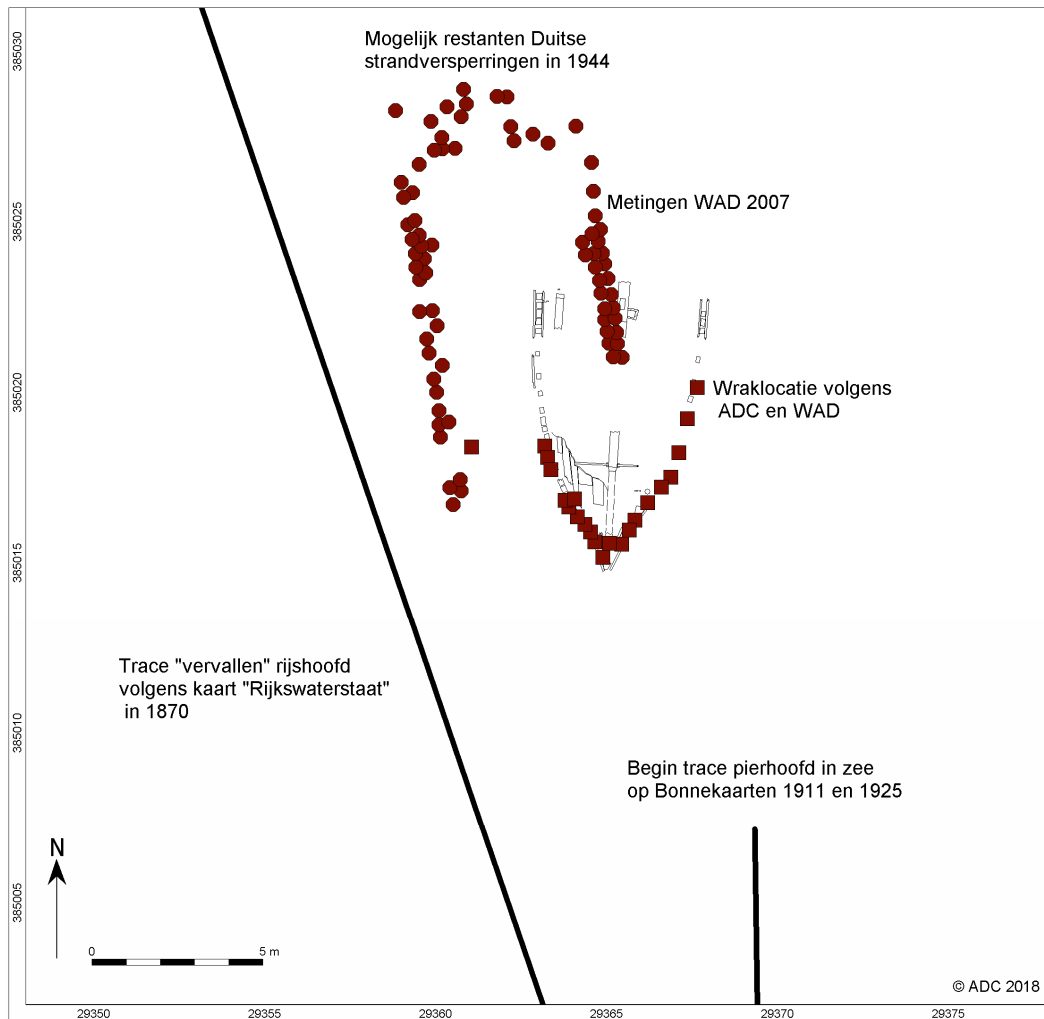 Mogelijk restanten Duitse
strandversperringen in 1944
Metingen WAD 2007
Wraklocatie volgens
ADC en WAD
Trace "vervallen" rijshoofd
volgens kaart "Rijkswaterstaat"
in 1870
Begin trace pierhoofd in zee
op Bonnekaarten 1911 en 1925
N
0 5 m
© ADC 2018
385030
385025
385020
385015
385010
385005
29350 29355 29360 29365 29370 29375